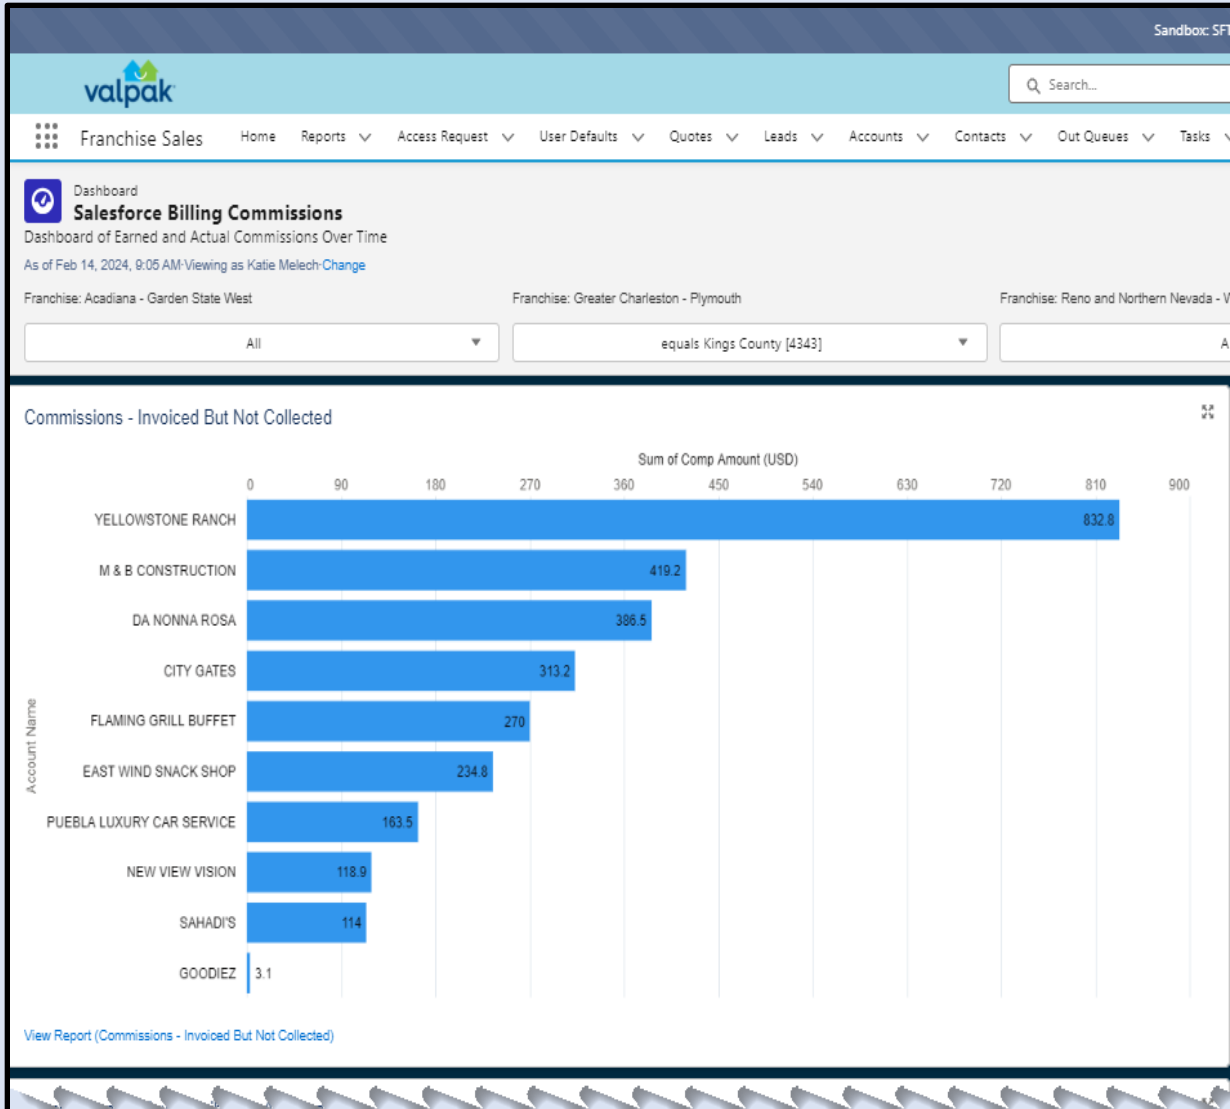 Sandbox: SFI
valpak
Search...
Franchise Sales Home Reports Access Request User Defaults Quotes Leads Accounts Contacts Out Queues Tasks
Dashboard
Salesforce Billing Commissions
Dashboard of Earned and Actual Commissions Over Time
As of Feb 14, 2024, 9:05 AM·Viewing as Katie Melech·Change
Franchise: Acadiana - Garden State West Franchise: Greater Charleston - Plymouth Franchise: Reno and Northern Nevada - W
All equals Kings County [4343] A
Commissions - Invoiced But Not Collected
Sum of Comp Amount (USD)
0 90 180 270 360 450 540 630 720 810 900
YELLOWSTONE RANCH 832.8
M & B CONSTRUCTION 419.2
DA NONNA ROSA 386.5
CITY GATES 313.2
FLAMING GRILL BUFFET 270
EAST WIND SNACK SHOP 234.8
PUEBLA LUXURY CAR SERVICE 163.5
NEW VIEW VISION 118.9
SAHADI'S 114
GOODIEZ 3.1
Account Name
View Report (Commissions - Invoiced But Not Collected)